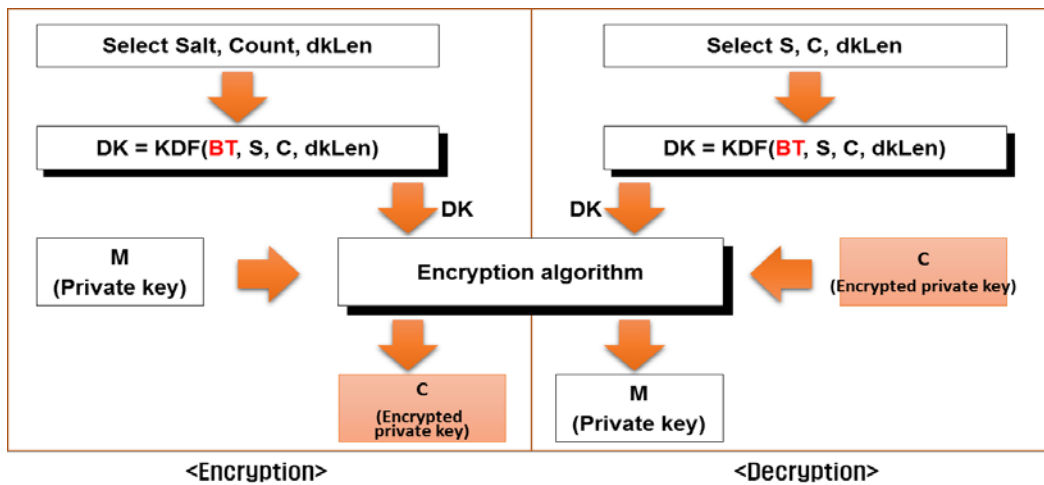 Select Salt, Count, dkLen
DK = KDF(BT, S, C, dkLen)
DK
M
(Private key)
Encryption algorithm
C
(Encrypted
private key)
<Encryption>
Select S, C, dkLen
DK = KDF(BT, S, C, dkLen)
DK
C
(Encrypted private key)
M
(Private key)
<Decryption>